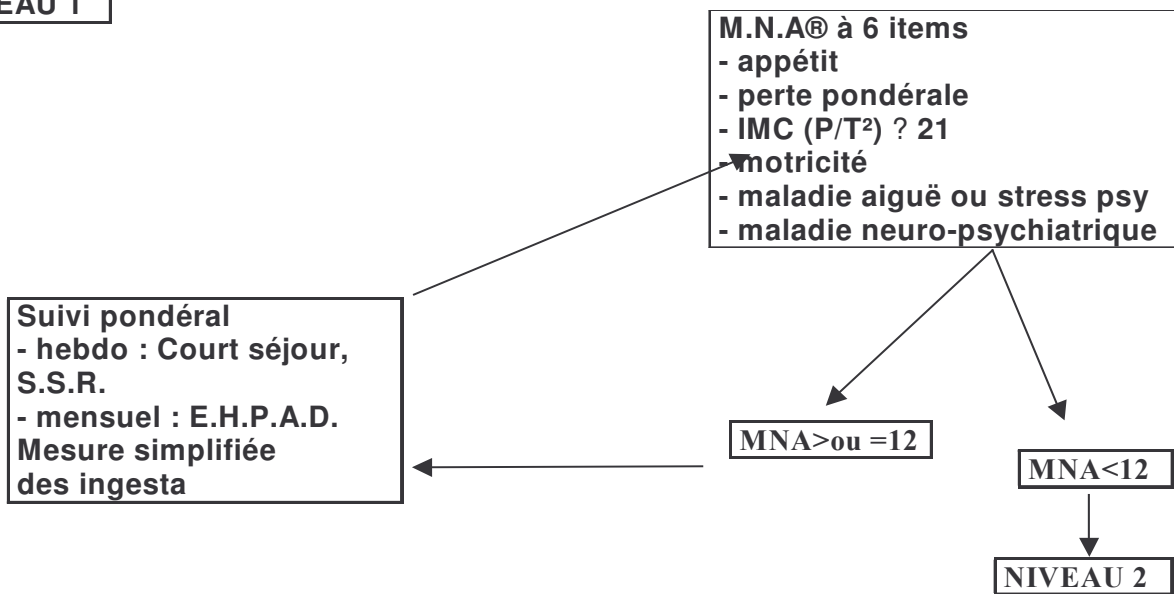 EAU 1
M.N.A® à 6 items
- appétit
- perte pondérale
- IMC (P/T²) ? 21
- motricité
- maladie aiguë ou stress psy
- maladie neuro-psychiatrique
Suivi pondéral
- hebdo : Court séjour,
S.S.R.
- mensuel : E.H.P.A.D.
Mesure simplifiée
des ingesta
MNA>ou =12
MNA<12
NIVEAU 2